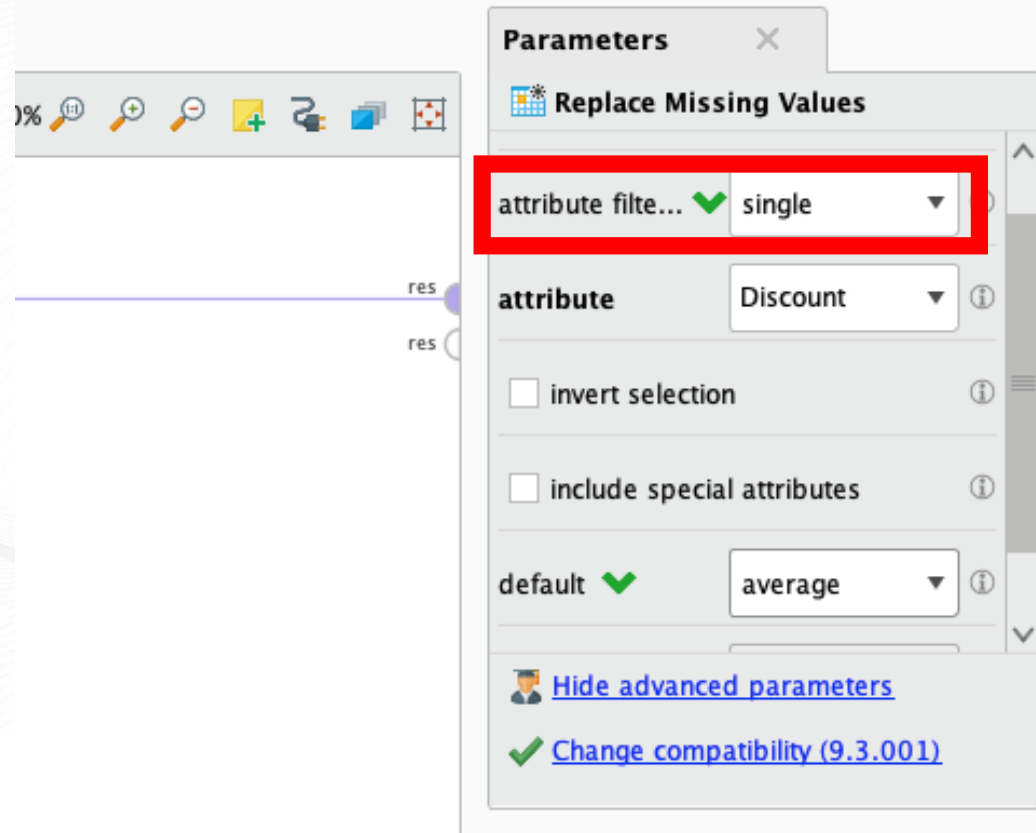 Parameters
0%
Replace Missing Values
attribute filte... single
res
attribute Discount
res
invert selection
include special attributes
default average
Hide advanced parameters
Change compatibility (9.3.001)